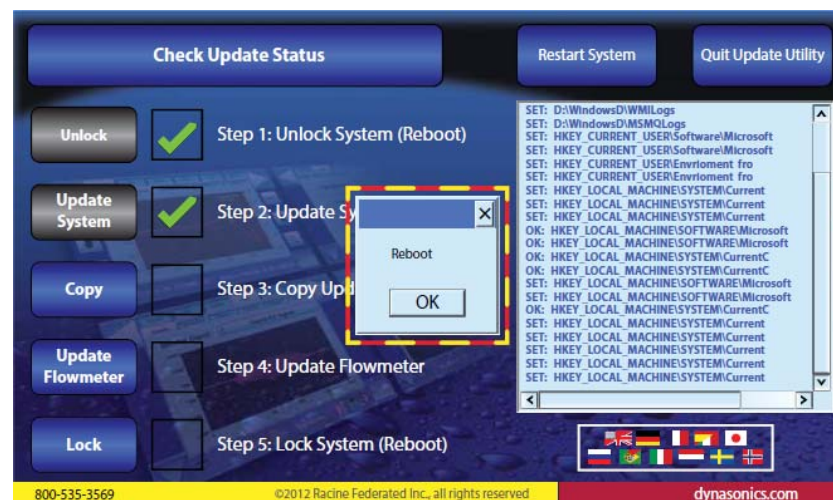 Check Update Status
Restart System
Quit Update Utility
Unlock
Step 1: Unlock System (Reboot)
Update
System
Step 2: Update Sy
Copy
Step 3: Copy Upd
Update
Flowmeter
Step 4: Update Flowmeter
Lock
Step 5: Lock System (Reboot)
Reboot
OK
SET: D:\WindowsD\WMILogs
SET: D:\WindowsD\MSMQLogs
SET: HKEY_CURRENT_USER\Software\Microsoft
SET: HKEY_CURRENT_USER\Software\Microsoft
SET: HKEY_CURRENT_USER\Envrioment fro
SET: HKEY_CURRENT_USER\Envrioment fro
SET: HKEY_LOCAL_MACHINE\SYSTEM\Current
SET: HKEY_LOCAL_MACHINE\SYSTEM\Current
SET: HKEY_LOCAL_MACHINE\SYSTEM\Current
OK: HKEY_LOCAL_MACHINE\SOFTWARE\Microsoft
OK: HKEY_LOCAL_MACHINE\SOFTWARE\Microsoft
OK: HKEY_LOCAL_MACHINE\SYSTEM\CurrentC
OK: HKEY_LOCAL_MACHINE\SYSTEM\CurrentC
SET: HKEY_LOCAL_MACHINE\SOFTWARE\Microsoft
SET: HKEY_LOCAL_MACHINE\SOFTWARE\Microsoft
OK: HKEY_LOCAL_MACHINE\SYSTEM\CurrentC
SET: HKEY_LOCAL_MACHINE\SYSTEM\Current
SET: HKEY_LOCAL_MACHINE\SYSTEM\Current
SET: HKEY_LOCAL_MACHINE\SYSTEM\Current
SET: HKEY_LOCAL_MACHINE\SYSTEM\Current
SET: HKEY_LOCAL_MACHINE\SYSTEM\Current
800-535-3569
©2012 Racine Federated Inc., all rights reserved
dynasonics.com